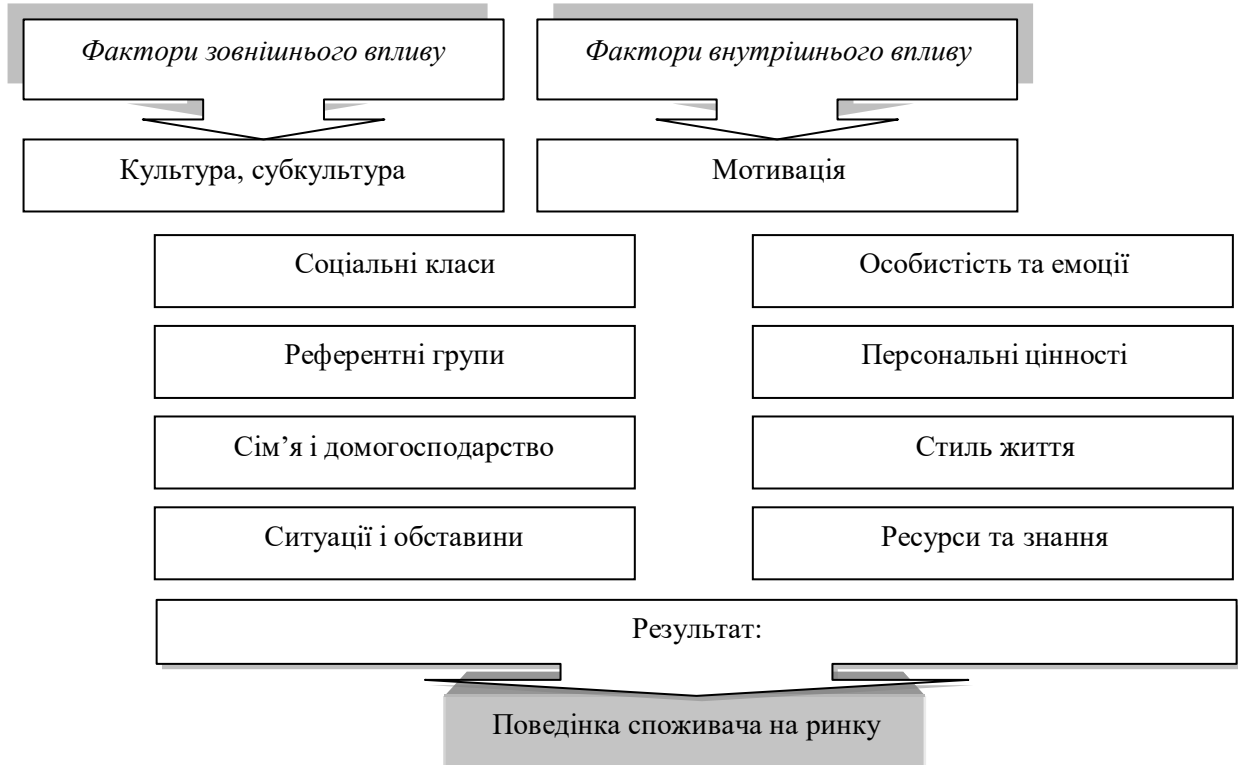 Фактори зовнішнього впливу
Фактори внутрішнього впливу
Культура, субкультура
Мотивація
Соціальні класи
Особистість та емоції
Референтні групи
Персональні цінності
Сім’я і домогосподарство
Стиль життя
Ситуації і обставини
Ресурси та знання
Результат:
Поведінка споживача на ринку